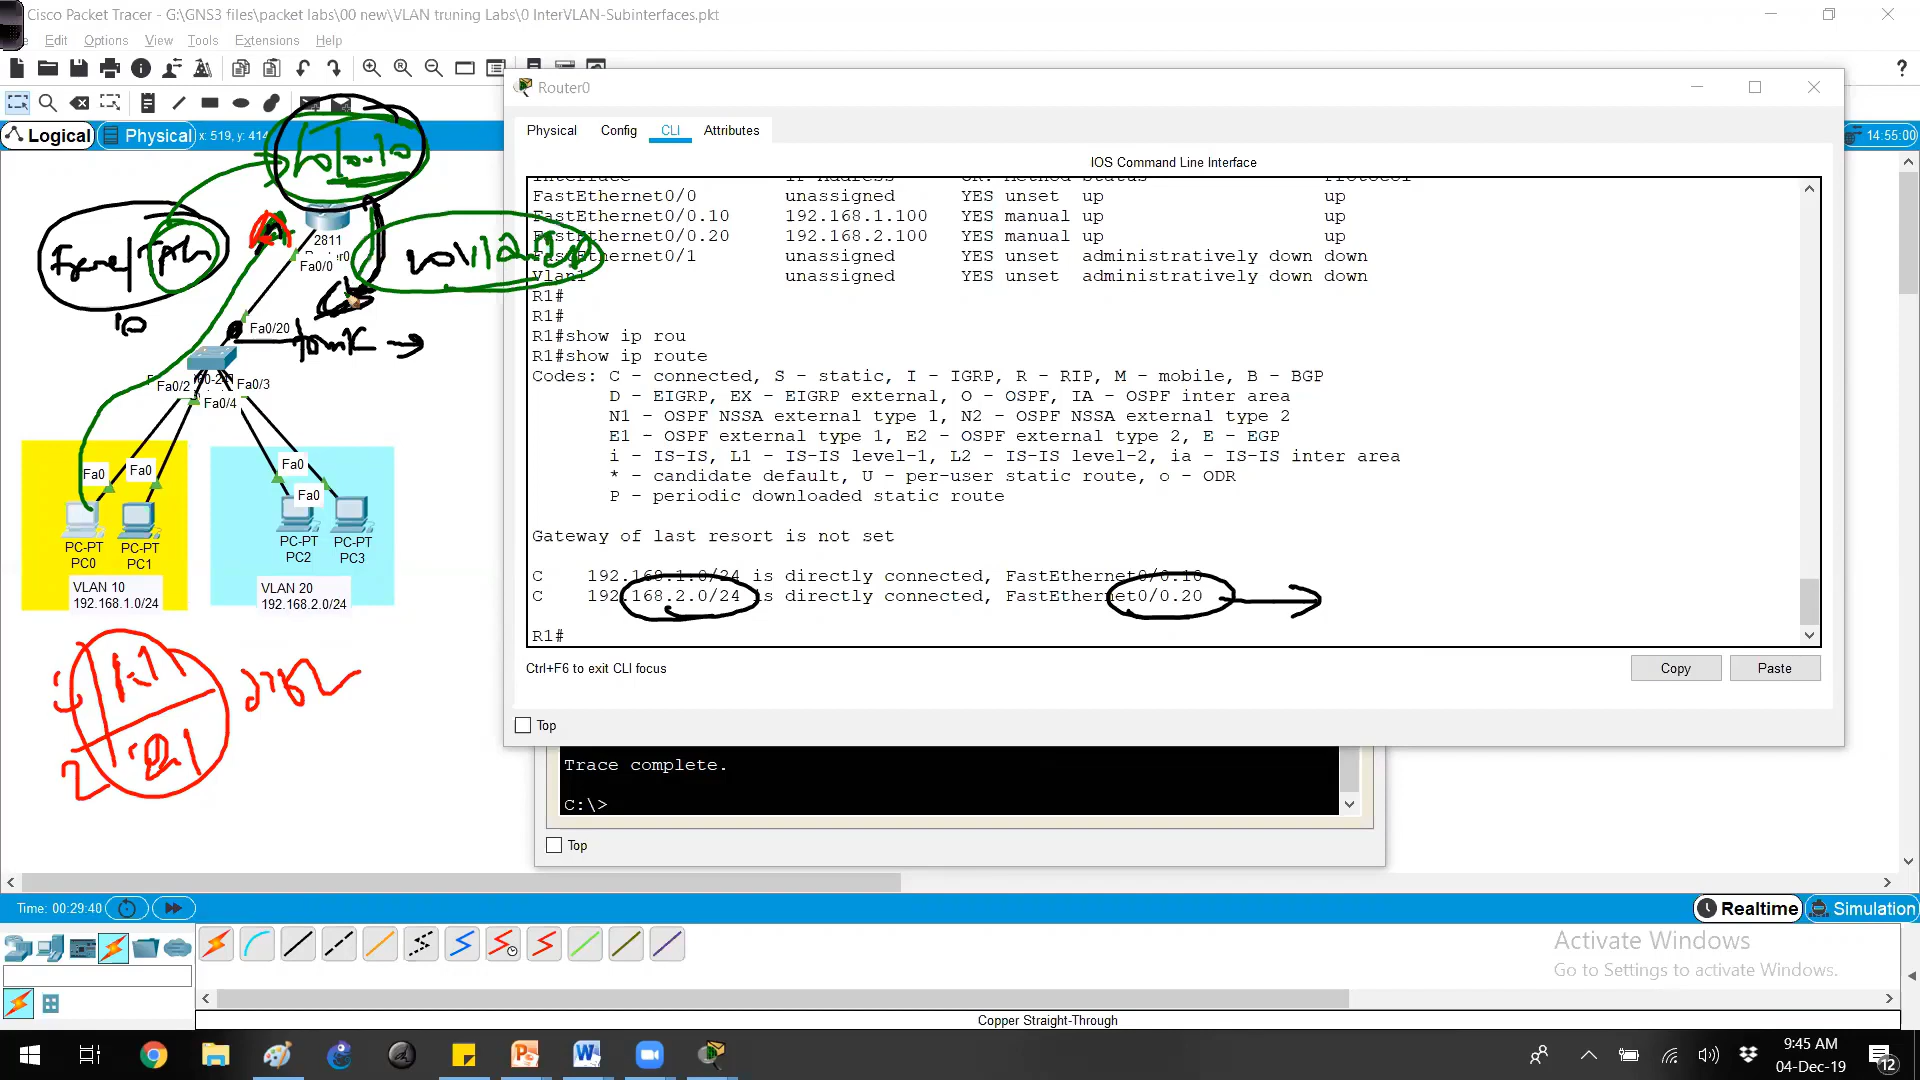 Cisco Packet Tracer - G:\GNS3 files\packet labs\00 new\VLAN truning Labs\0 InterVLAN-Subinterfaces.pkt
Edit Options View Tools Extensions Help
Logical Physical x: 519, y: 414
14:55:00
Router0
Physical Config CLI Attributes
IOS Command Line Interface
FastEthernet0/0 unassigned YES unset up up
FastEthernet0/0.10 192.168.1.100 YES manual up up
FastEthernet0/0.20 192.168.2.100 YES manual up up
FastEthernet0/1 unassigned YES unset administratively down down
Vlan1 unassigned YES unset administratively down down
R1#
R1#
R1#show ip rou
R1#show ip route
Codes: C - connected, S - static, I - IGRP, R - RIP, M - mobile, B - BGP
D - EIGRP, EX - EIGRP external, O - OSPF, IA - OSPF inter area
N1 - OSPF NSSA external type 1, N2 - OSPF NSSA external type 2
E1 - OSPF external type 1, E2 - OSPF external type 2, E - EGP
i - IS-IS, L1 - IS-IS level-1, L2 - IS-IS level-2, ia - IS-IS inter area
* - candidate default, U - per-user static route, o - ODR
P - periodic downloaded static route
Gateway of last resort is not set
C 192.168.1.0/24 is directly connected, FastEthernet0/0.10
C 192.168.2.0/24 is directly connected, FastEthernet0/0.20
R1#
Ctrl+F6 to exit CLI focus
Copy Paste
Top
Trace complete.
C:\>
Top
2811
Router0
Fa0/0
10
Fa0/20
Fa0/2
Fa0/3
Fa0/4
Fa0 Fa0
Fa0
Fa0
PC-PT
PC0
PC-PT
PC1
PC-PT
PC2
PC-PT
PC3
VLAN 10
192.168.1.0/24
VLAN 20
192.168.2.0/24
2
Time: 00:29:40
Realtime Simulation
Activate Windows
Go to Settings to activate Windows.
Copper Straight-Through
9:45 AM
04-Dec-19
12